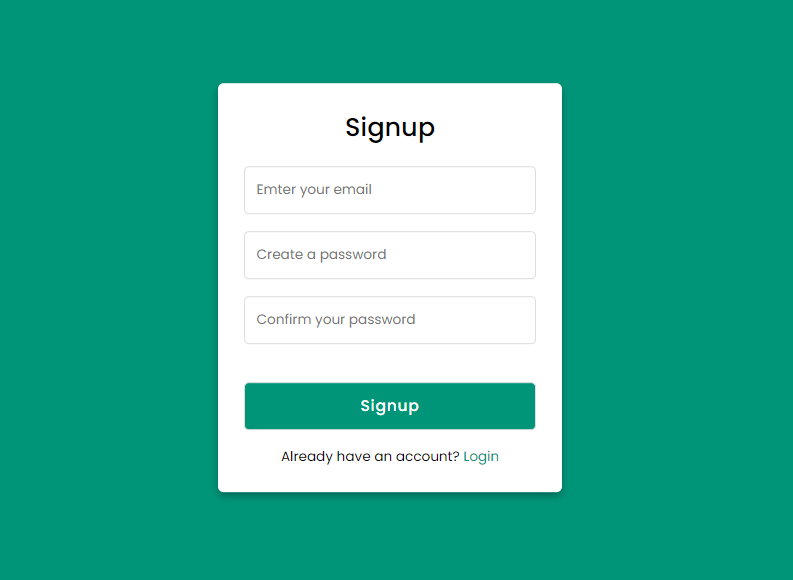 Signup
Emter your email
Create a password
Confirm your password
Signup
Already have an account? Login